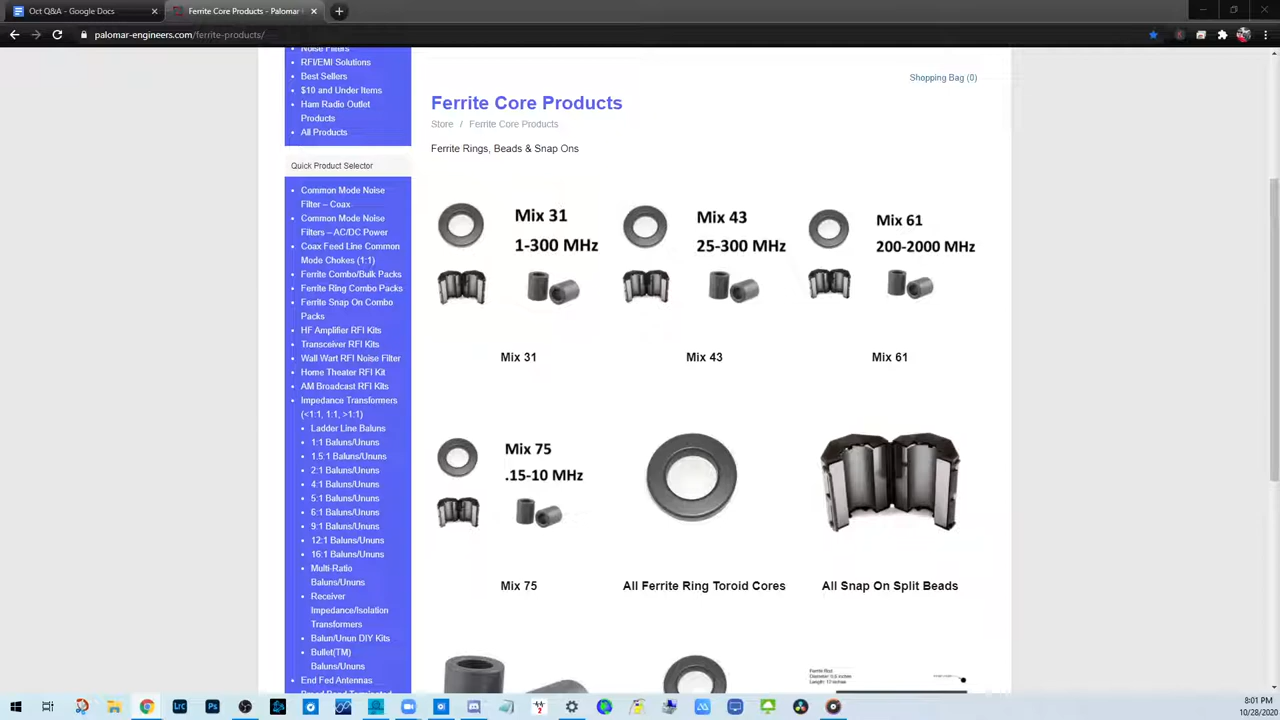 Oct Q&A - Google Docs
Ferrite Core Products - Palomar
palomar-engineers.com/ferrite-products/
Noise Filters
RFI/EMI Solutions
Best Sellers
$10 and Under Items
Ham Radio Outlet
Products
All Products
Quick Product Selector
Common Mode Noise
Filter – Coax
Common Mode Noise
Filters – AC/DC Power
Coax Feed Line Common
Mode Chokes (1:1)
Ferrite Combo/Bulk Packs
Ferrite Ring Combo Packs
Ferrite Snap On Combo
Packs
HF Amplifier RFI Kits
Transceiver RFI Kits
Wall Wart RFI Noise Filter
Home Theater RFI Kit
AM Broadcast RFI Kits
Impedance Transformers
(<1:1, 1:1, >1:1)
Ladder Line Baluns
1:1 Baluns/Ununs
1.5:1 Baluns/Ununs
2:1 Baluns/Ununs
4:1 Baluns/Ununs
5:1 Baluns/Ununs
6:1 Baluns/Ununs
9:1 Baluns/Ununs
12:1 Baluns/Ununs
16:1 Baluns/Ununs
Multi-Ratio
Baluns/Ununs
Receiver
Impedance/Isolation
Transformers
Balun/Unun DIY Kits
Bullet(TM)
Baluns/Ununs
End Fed Antennas
Broad Band Terminated
Shopping Bag (0)
Ferrite Core Products
Store / Ferrite Core Products
Ferrite Rings, Beads & Snap Ons
Mix 31
1-300 MHz
Mix 43
25-300 MHz
Mix 61
200-2000 MHz
Mix 31
Mix 43
Mix 61
Mix 75
.15-10 MHz
Mix 75
All Ferrite Ring Toroid Cores
All Snap On Split Beads
Ferrite Rod
8:01 PM
10/28/2020